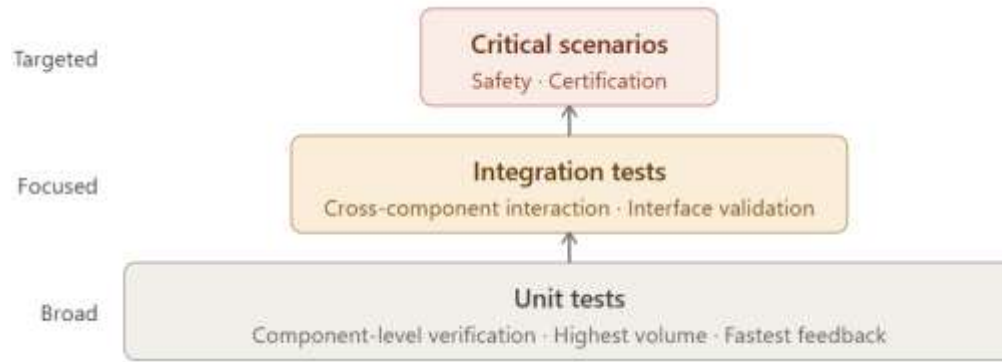 Targeted
Critical scenarios
Safety · Certification
Focused
Integration tests
Cross-component interaction · Interface validation
Broad
Unit tests
Component-level verification · Highest volume · Fastest feedback